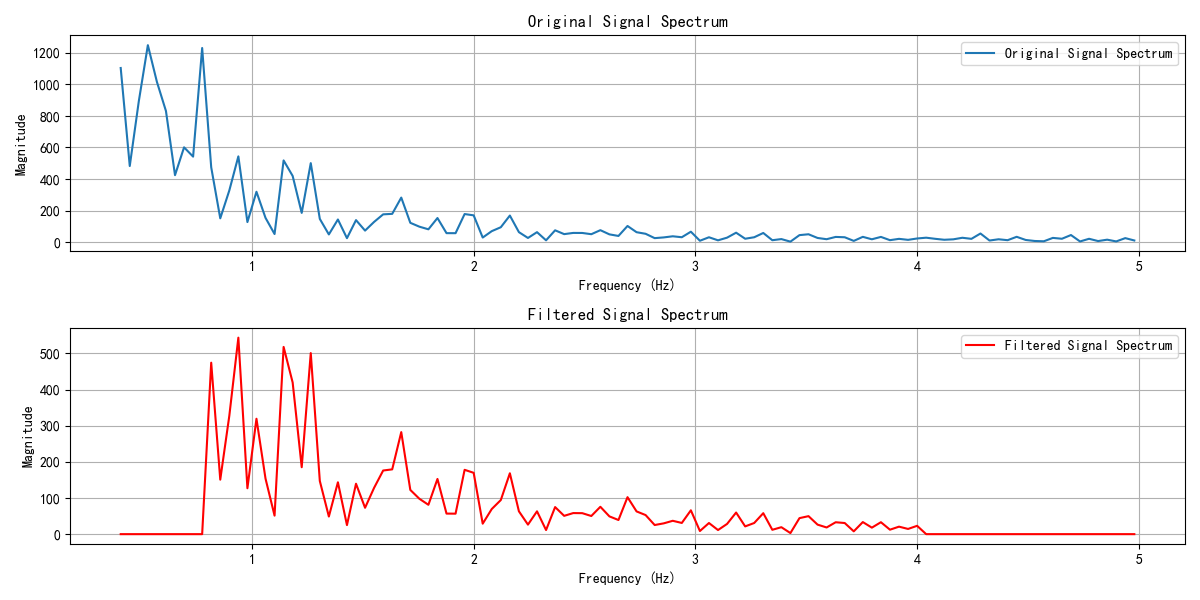 Original Signal Spectrum
Original Signal Spectrum
Magnitude
1200
1000
800
600
400
200
0
1 2 3 4 5
Frequency (Hz)
Filtered Signal Spectrum
Filtered Signal Spectrum
Magnitude
500
400
300
200
100
0
1 2 3 4 5
Frequency (Hz)